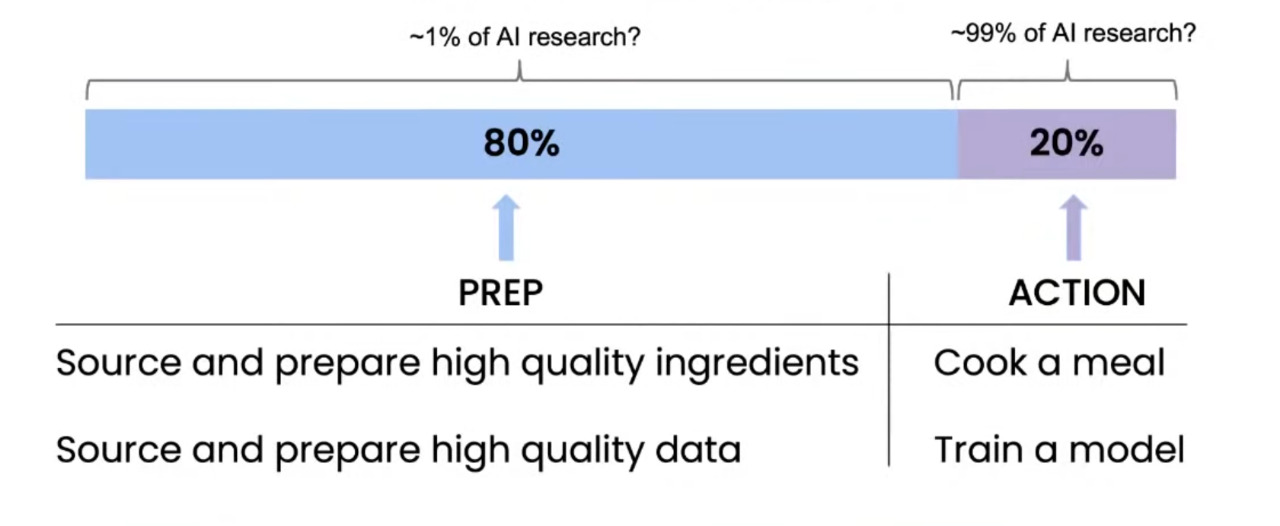 ~1% of AI research?
~99% of AI research?
80%
20%
PREP
ACTION
Source and prepare high quality ingredients
Cook a meal
Source and prepare high quality data
Train a model